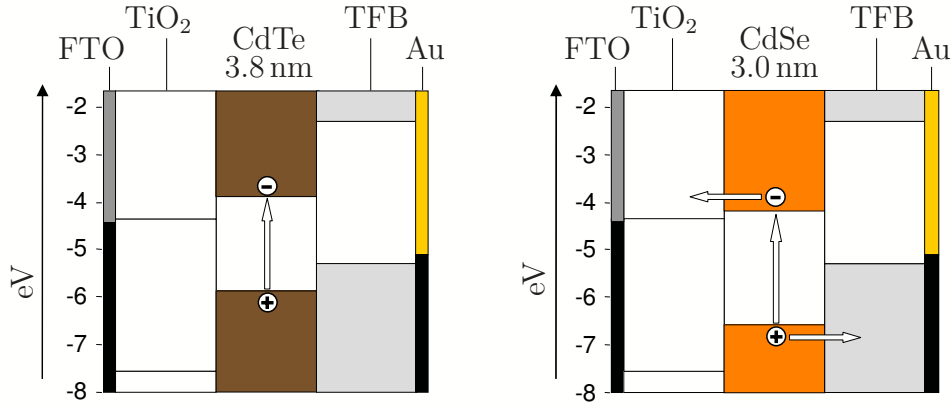 TiO₂
TFB
FTO
CdTe
Au
3.8 nm
-2
-3
-4
-5
-6
-7
-8
eV
−
+
TiO₂
TFB
FTO
CdSe
Au
3.0 nm
-2
-3
-4
-5
-6
-7
-8
eV
−
+